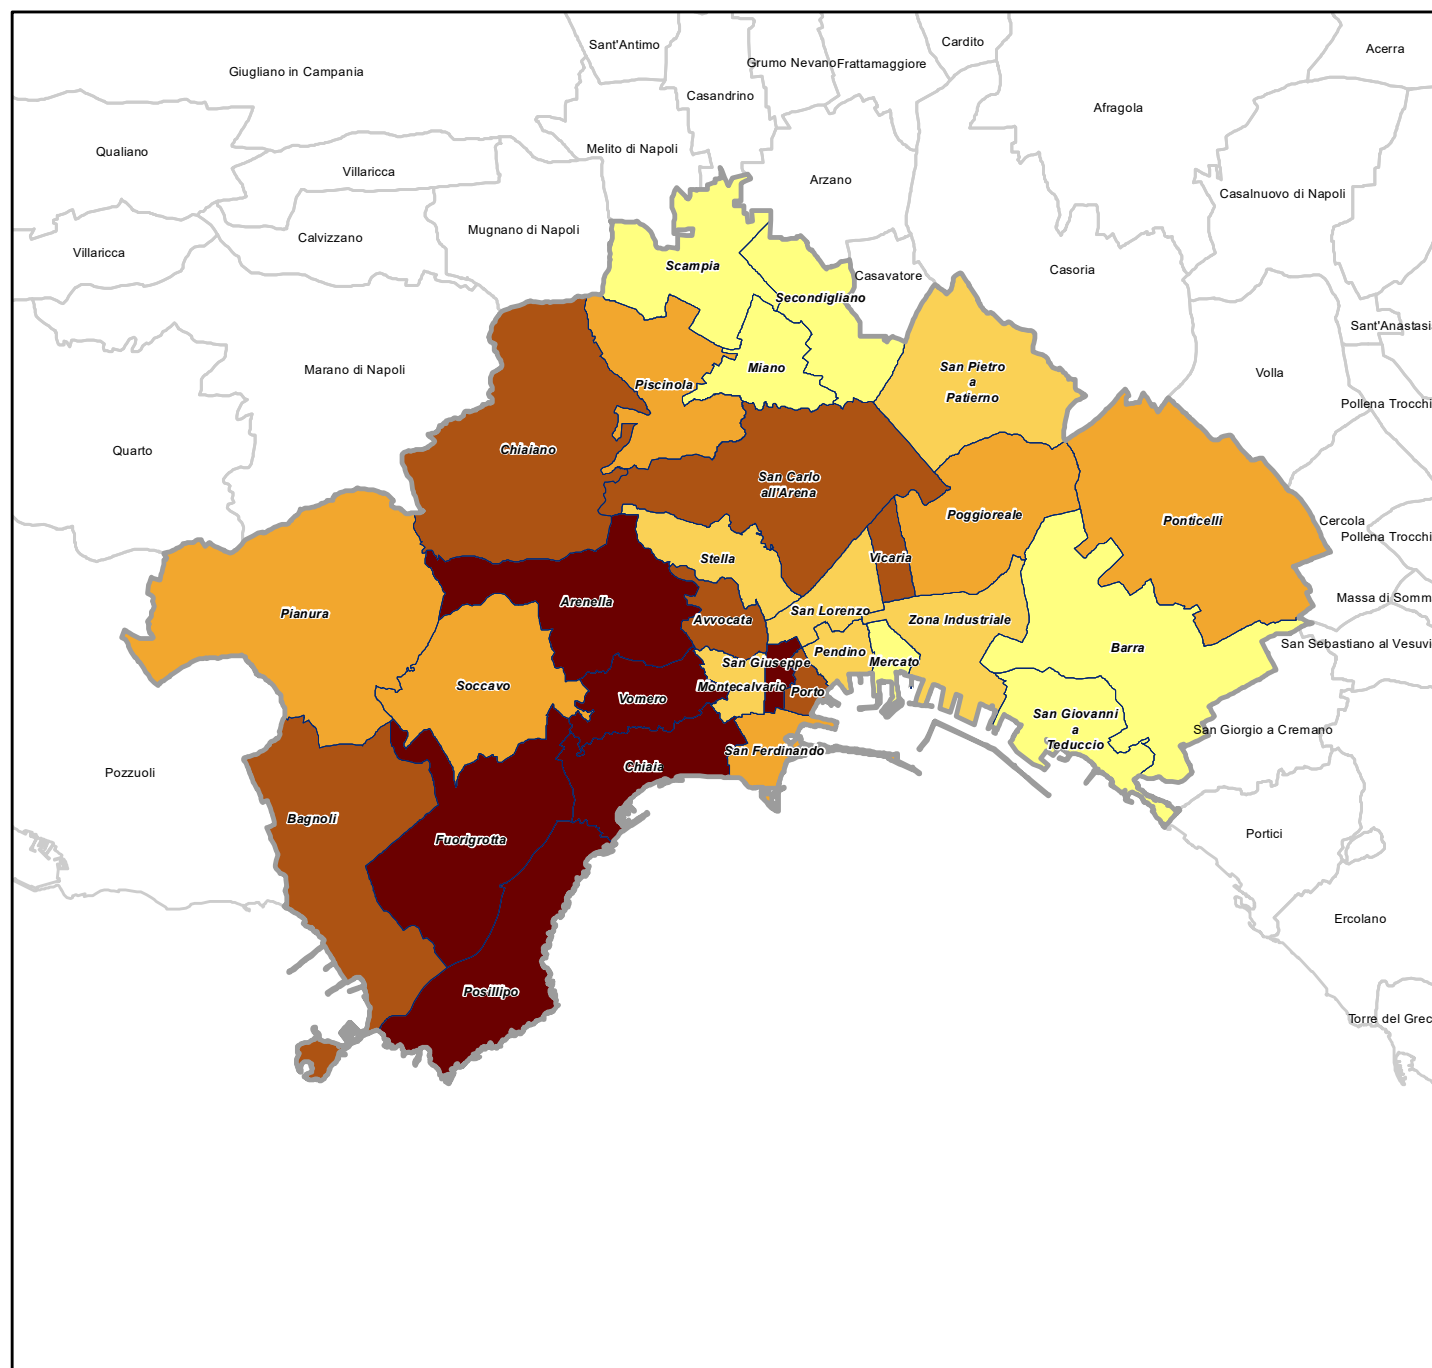 Sant'Antimo
Cardito
Acerra
Grumo Nevano
Frattamaggiore
Giugliano in Campania
Casandrino
Afragola
Qualiano
Melito di Napoli
Villaricca
Arzano
Casalnuovo di Napoli
Mugnano di Napoli
Calvizzano
Villaricca
Scampia
Casoria
Casavatore
Secondigliano
Sant'Anastasia
Marano di Napoli
Miano
San Pietro
a
Patierno
Volla
Piscinola
Pollena Trocchi
Quarto
Chiaiano
San Carlo
all'Arena
Poggioreale
Ponticelli
Cercola
Pollena Trocchi
Stella
Vicaria
Massa di Somm
Pianura
Arenella
Avvocata
San Lorenzo
Zona Industriale
San Sebastiano al Vesuvi
Pendino
Barra
San Giuseppe
Mercato
Soccavo
Montecalvario
Porto
Vomero
San Giovanni
a
Teduccio
San Giorgio a Cremano
San Ferdinando
Chiaia
Pozzuoli
Bagnoli
Fuorigrotta
Portici
Ercolano
Posillipo
Torre del Grec